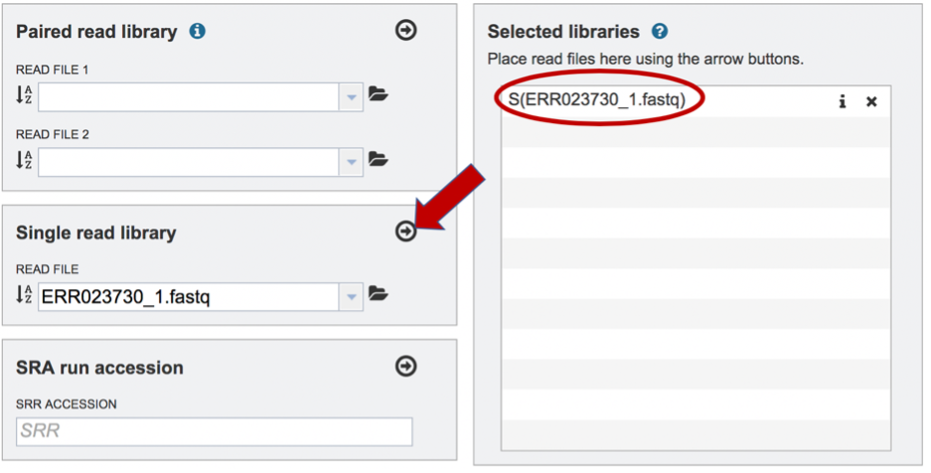 Paired read library
READ FILE 1
READ FILE 2
Single read library
READ FILE
ERR023730_1.fastq
SRA run accession
SRR ACCESSION
SRR
Selected libraries
Place read files here using the arrow buttons.
S(ERR023730_1.fastq)